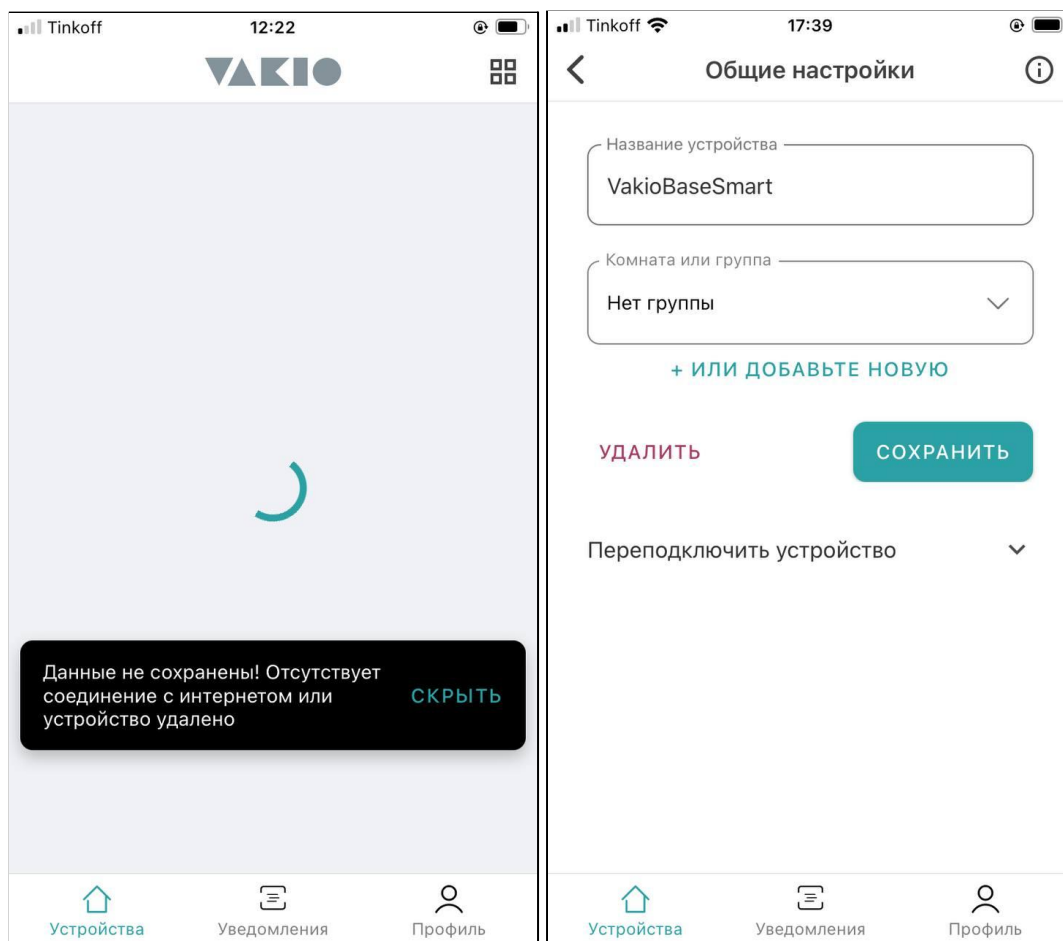 Tinkoff 12:22
VAKIO
Данные не сохранены! Отсутствует
соединение с интернетом или
устройство удалено
СКРЫТЬ
Устройства Уведомления Профиль
Tinkoff 17:39
Общие настройки
Название устройства
VakioBaseSmart
Комната или группа
Нет группы
+ ИЛИ ДОБАВЬТЕ НОВУЮ
УДАЛИТЬ СОХРАНИТЬ
Переподключить устройство
Устройства Уведомления Профиль